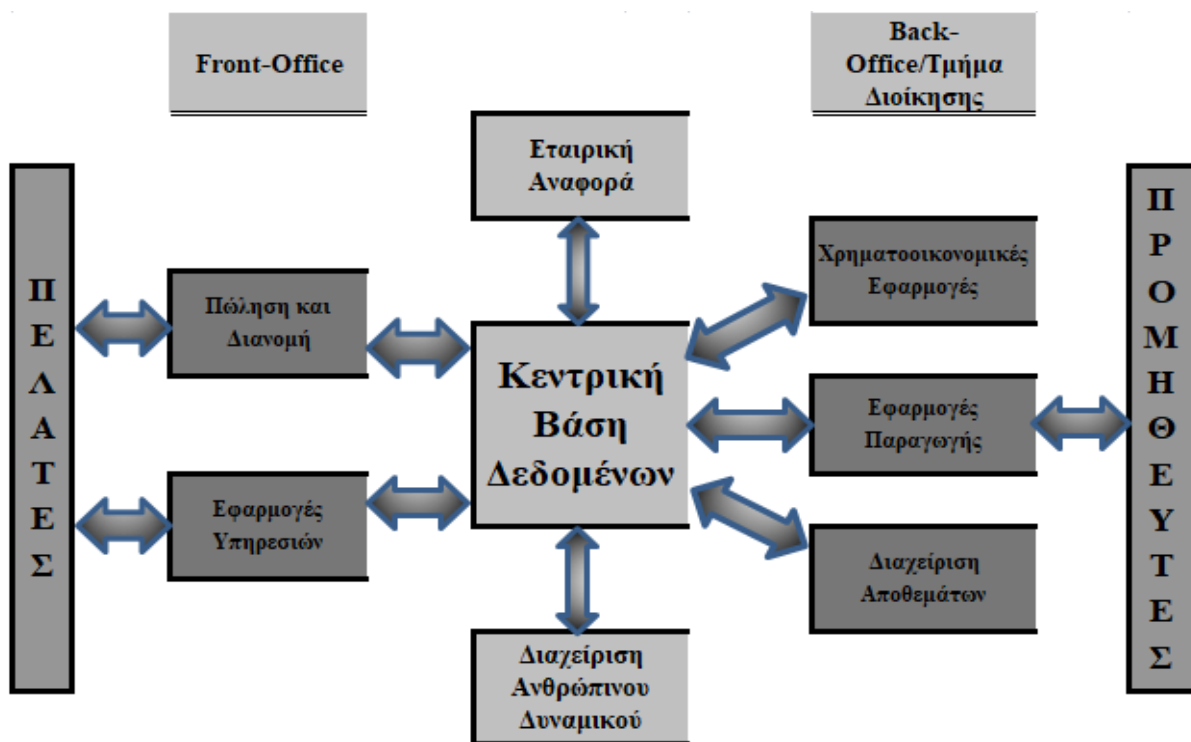 Front-Office
Back-
Office/Τμήμα
Διοίκησης
Εταιρική
Αναφορά
Π
Ε
Λ
Α
Τ
Ε
Σ
Πώληση και
Διανομή
Εφαρμογές
Υπηρεσιών
Κεντρική
Βάση
Δεδομένων
Διαχείριση
Ανθρώπινου
Δυναμικού
Χρηματοοικονομικές
Εφαρμογές
Εφαρμογές
Παραγωγής
Διαχείριση
Αποθεμάτων
Π
Ρ
Ο
Μ
Η
Θ
Ε
Υ
Τ
Ε
Σ